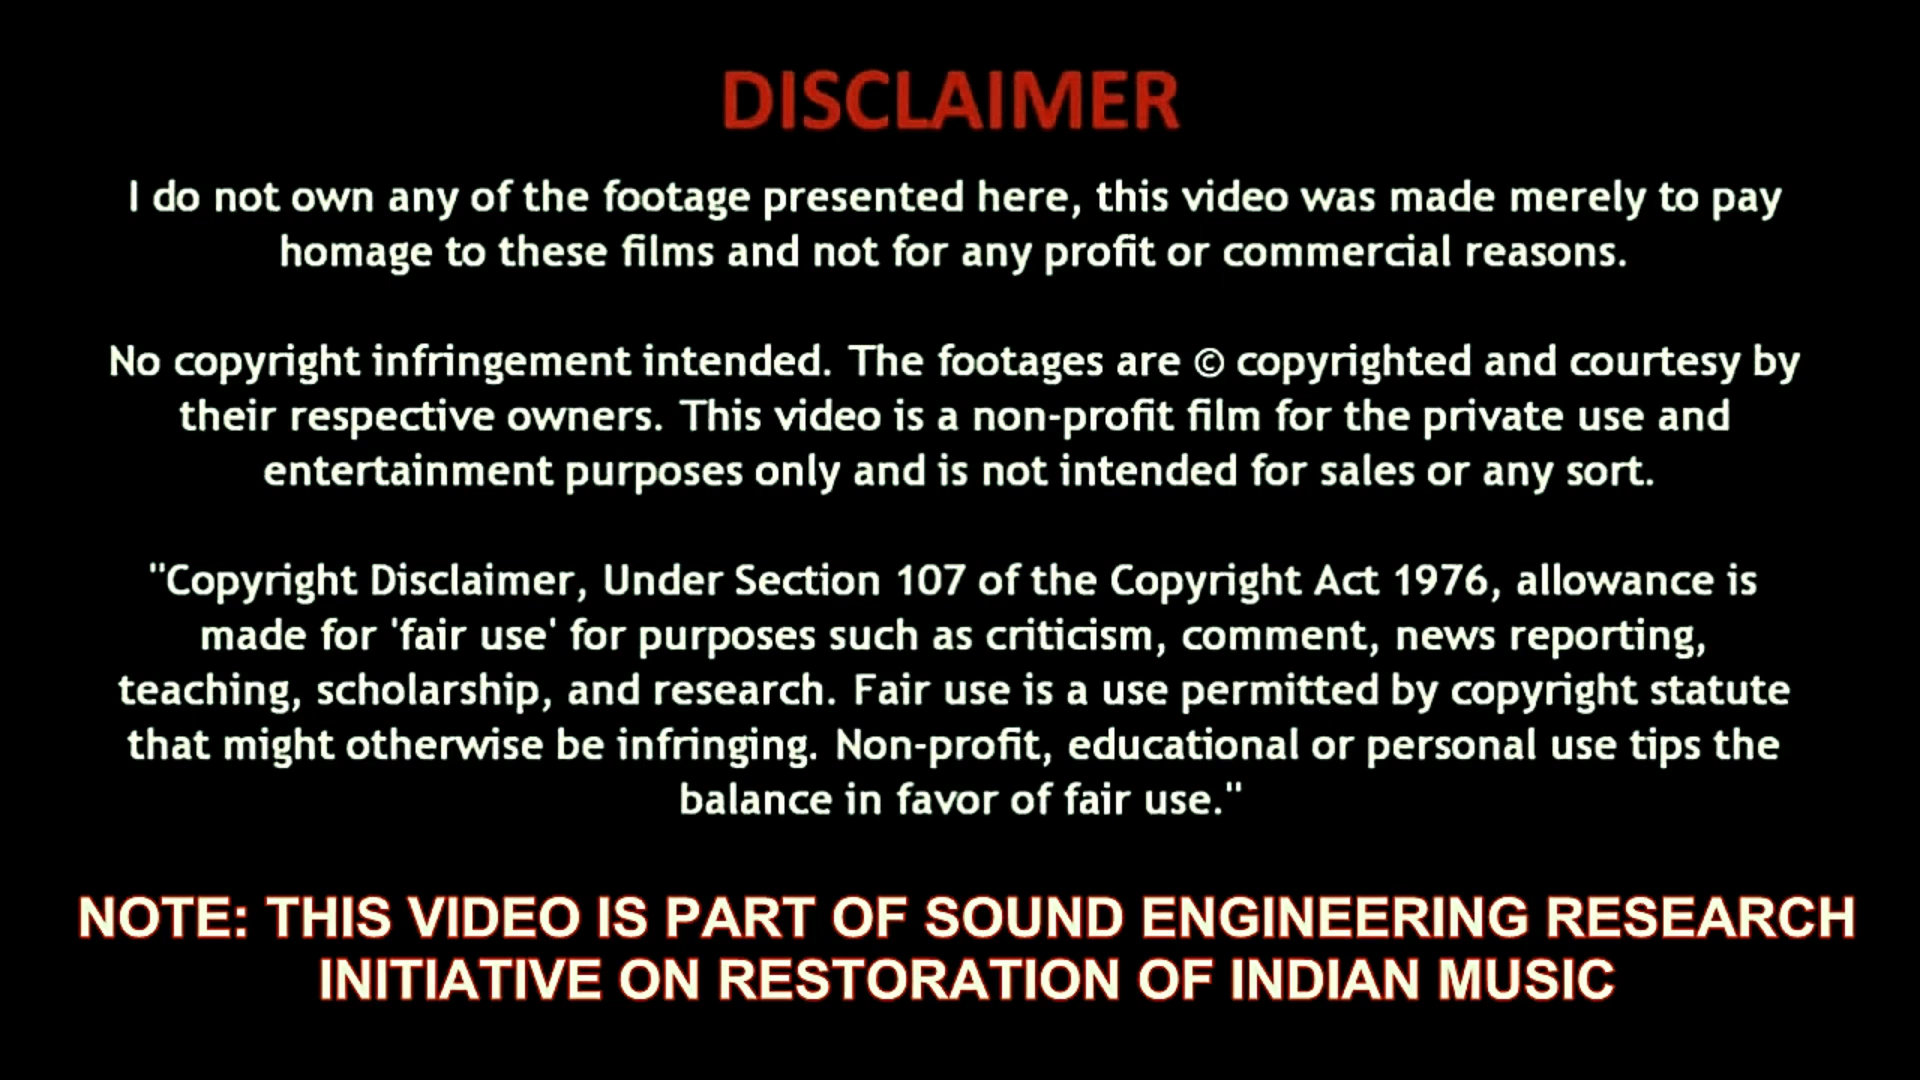 DISCLAIMER
I do not own any of the footage presented here, this video was made merely to pay
homage to these films and not for any profit or commercial reasons.
No copyright infringement intended. The footages are © copyrighted and courtesy by
their respective owners. This video is a non-profit film for the private use and
entertainment purposes only and is not intended for sales or any sort.
"Copyright Disclaimer, Under Section 107 of the Copyright Act 1976, allowance is
made for 'fair use' for purposes such as criticism, comment, news reporting,
teaching, scholarship, and research. Fair use is a use permitted by copyright statute
that might otherwise be infringing. Non-profit, educational or personal use tips the
balance in favor of fair use."
NOTE: THIS VIDEO IS PART OF SOUND ENGINEERING RESEARCH
INITIATIVE ON RESTORATION OF INDIAN MUSIC